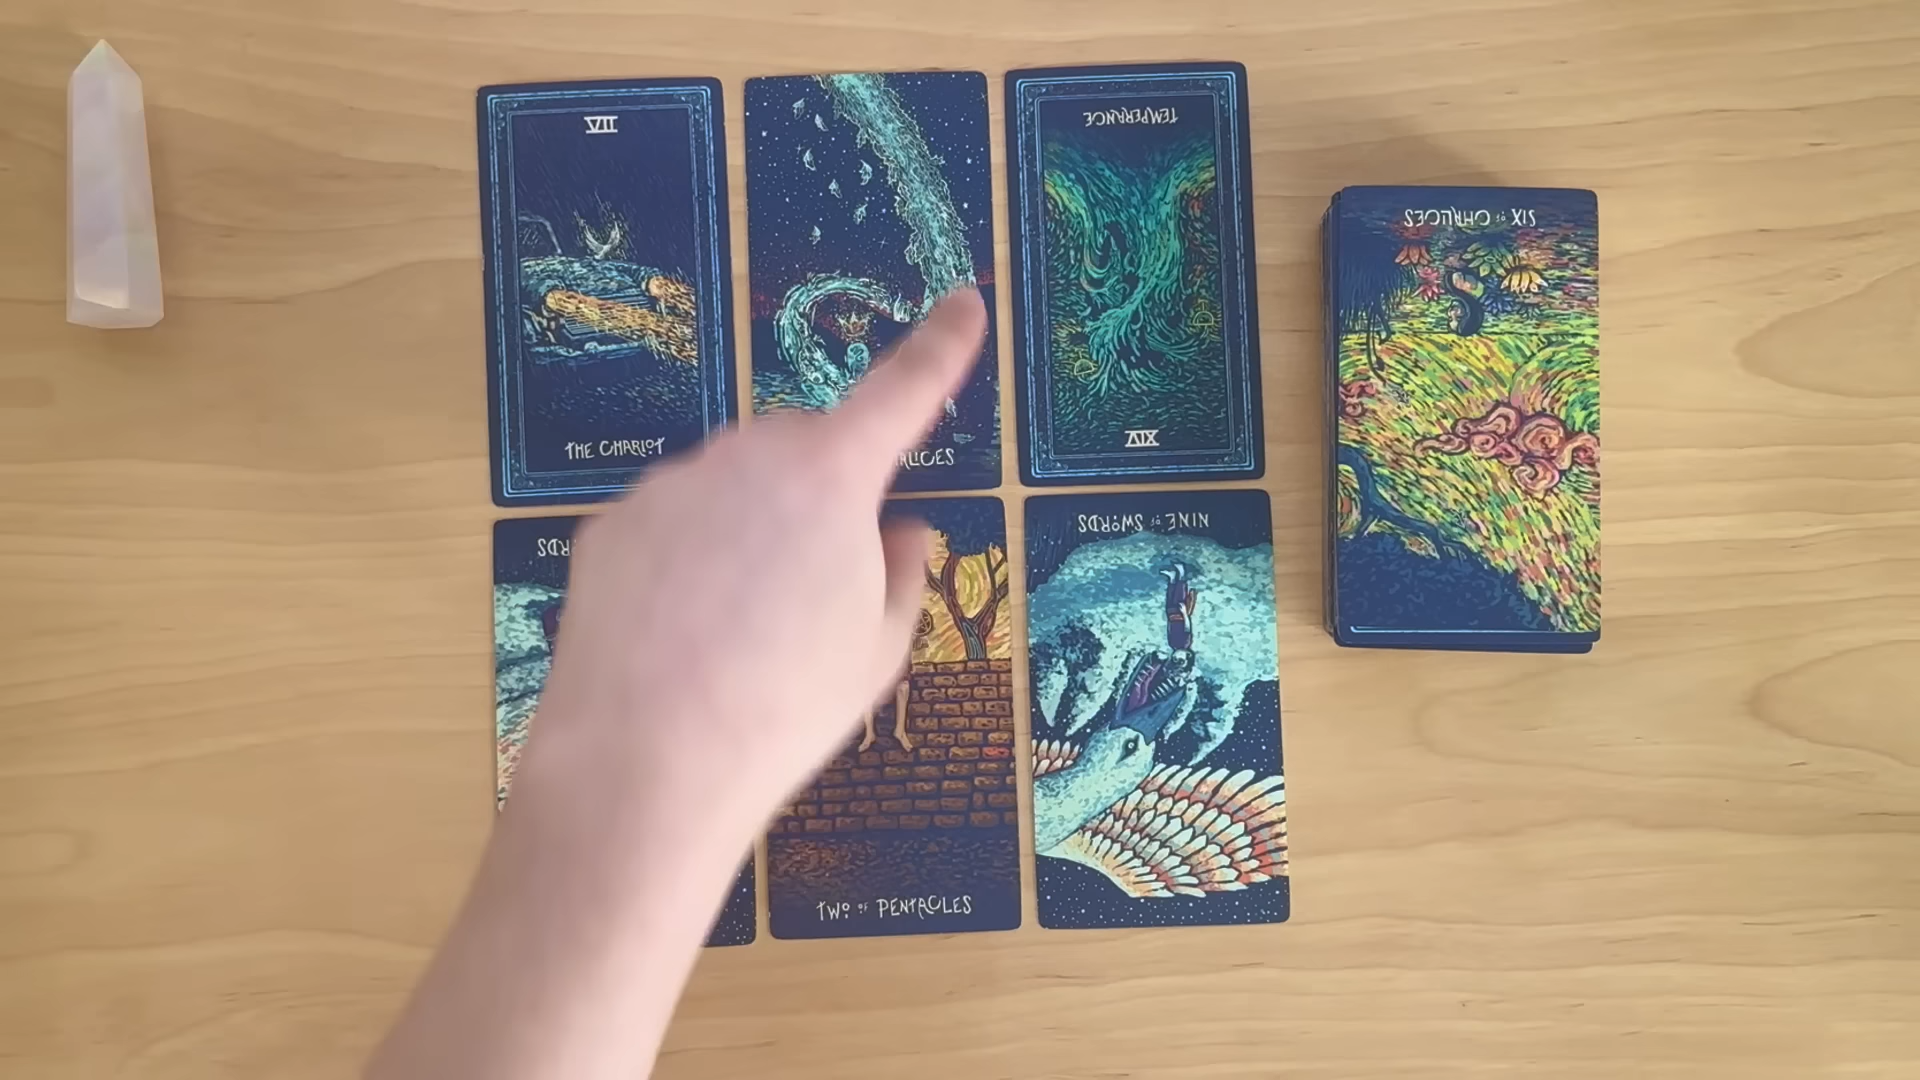 VII
THE CHARIOT
TEMPERANCE
XIV
SIX of CHALICES
NINE of SWORDS
TWO of PENTACLES